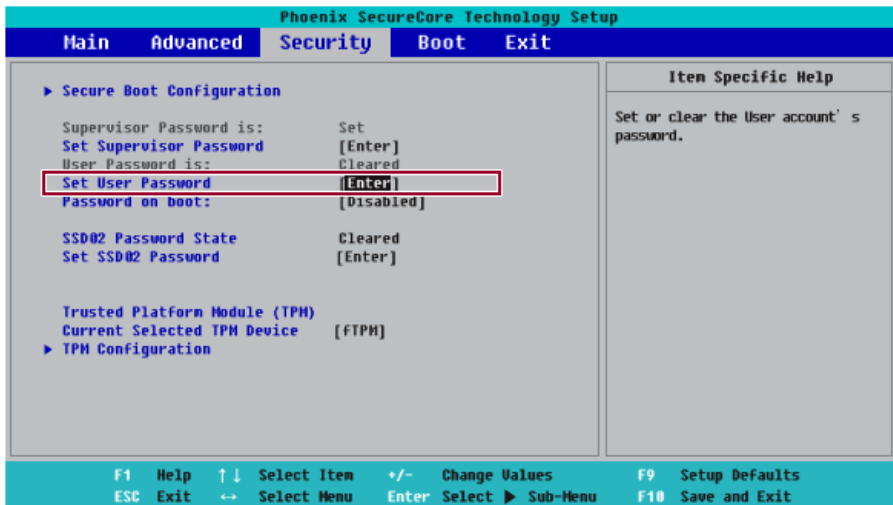 Phoenix SecureCore Technology Setup
Main Advanced Security Boot Exit
Item Specific Help
▶ Secure Boot Configuration
Set or clear the User account's
password.
Supervisor Password is: Set
Set Supervisor Password [Enter]
User Password is: Cleared
Set User Password [Enter]
Password on boot: [Disabled]
SSD02 Password State Cleared
Set SSD02 Password [Enter]
Trusted Platform Module (TPM)
Current Selected TPM Device [fTPM]
▶ TPM Configuration
F1 Help ↑↓ Select Item +/- Change Values F9 Setup Defaults
ESC Exit ↔ Select Menu Enter Select ▶ Sub-Menu F10 Save and Exit